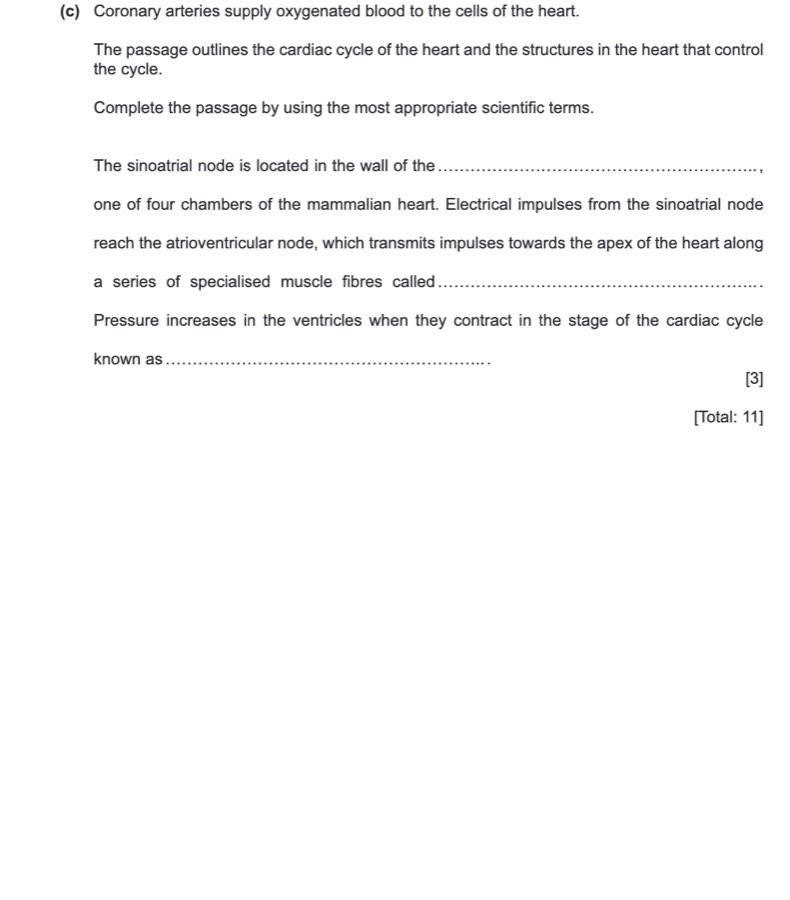 (c) Coronary arteries supply oxygenated blood to the cells of the heart.
The passage outlines the cardiac cycle of the heart and the structures in the heart that control
the cycle.
Complete the passage by using the most appropriate scientific terms.
The sinoatrial node is located in the wall of the ............................................................,
one of four chambers of the mammalian heart. Electrical impulses from the sinoatrial node
reach the atrioventricular node, which transmits impulses towards the apex of the heart along
a series of specialised muscle fibres called .............................................................
Pressure increases in the ventricles when they contract in the stage of the cardiac cycle
known as ............................................................ .
[3]
[Total: 11]